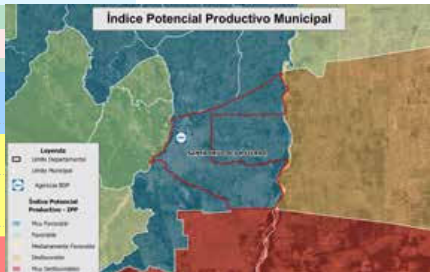 Índice Potencial Productivo Municipal
Leyenda
Límite Departamental
Límite Municipal
Agencias BDP
Índice Potencial
Productivo - IPP
Muy Favorable
Favorable
Medianamente Favorable
Desfavorable
Muy Desfavorable